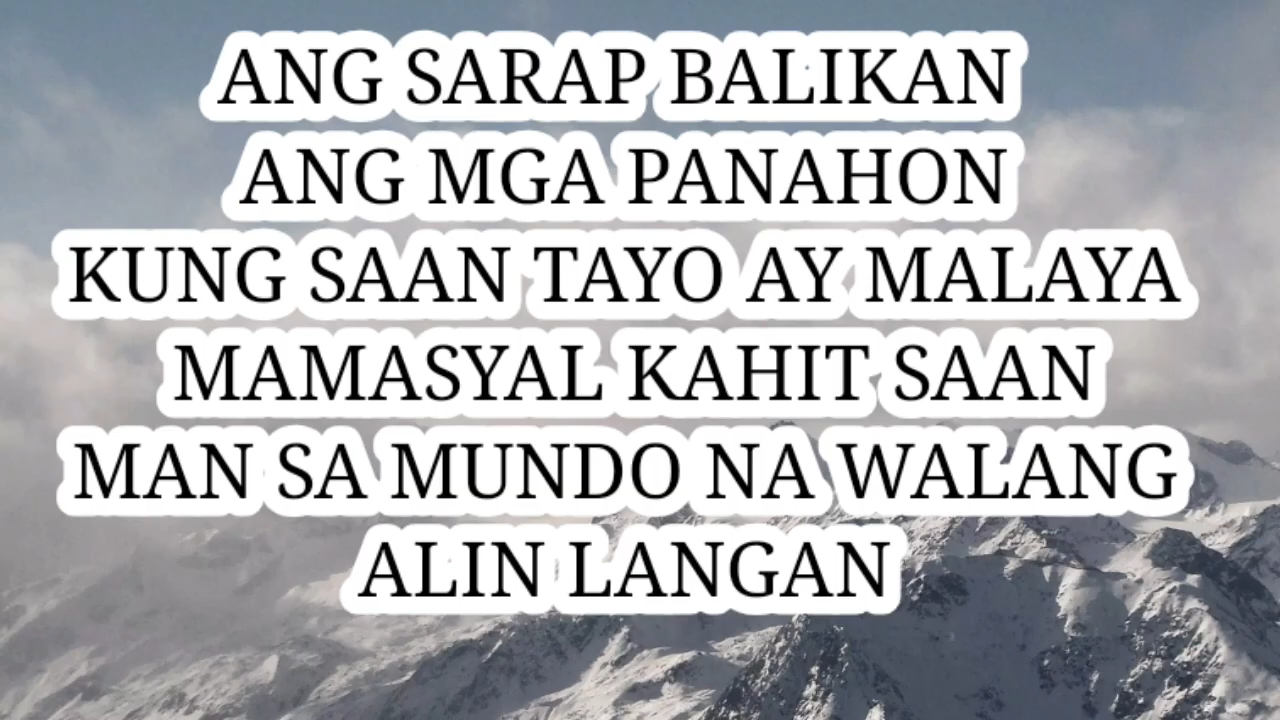 ANG SARAP BALIKAN
ANG MGA PANAHON
KUNG SAAN TAYO AY MALAYA
MAMASYAL KAHIT SAAN
MAN SA MUNDO NA WALANG
ALIN LANGAN